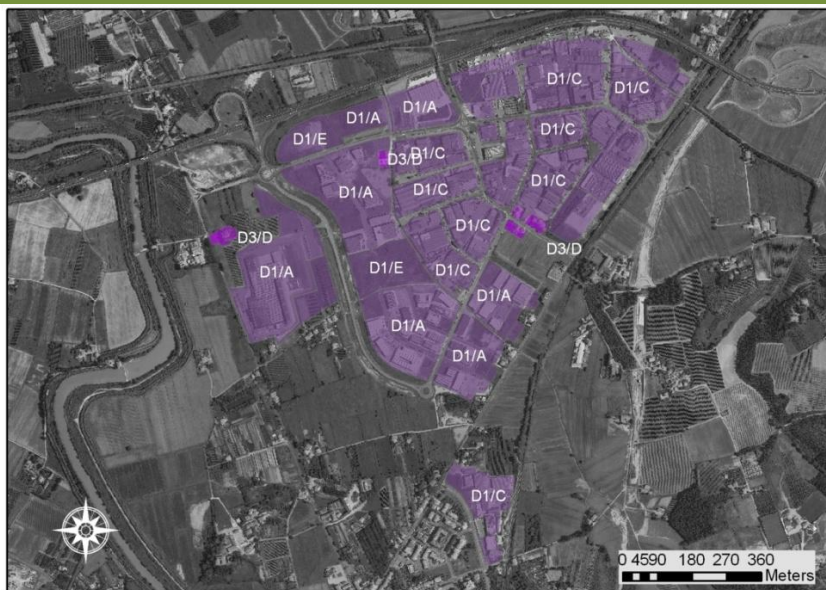 D1/C
D1/C
D1/A
D1/A
D1/E
D1/C
D1/C
D3/D
D1/A
D1/C
D1/C
D1/C
D3/D
D3/D
D1/A
D1/E
D1/C
D1/A
D1/A
D1/A
D1/C
0 4590 180 270 360
Meters